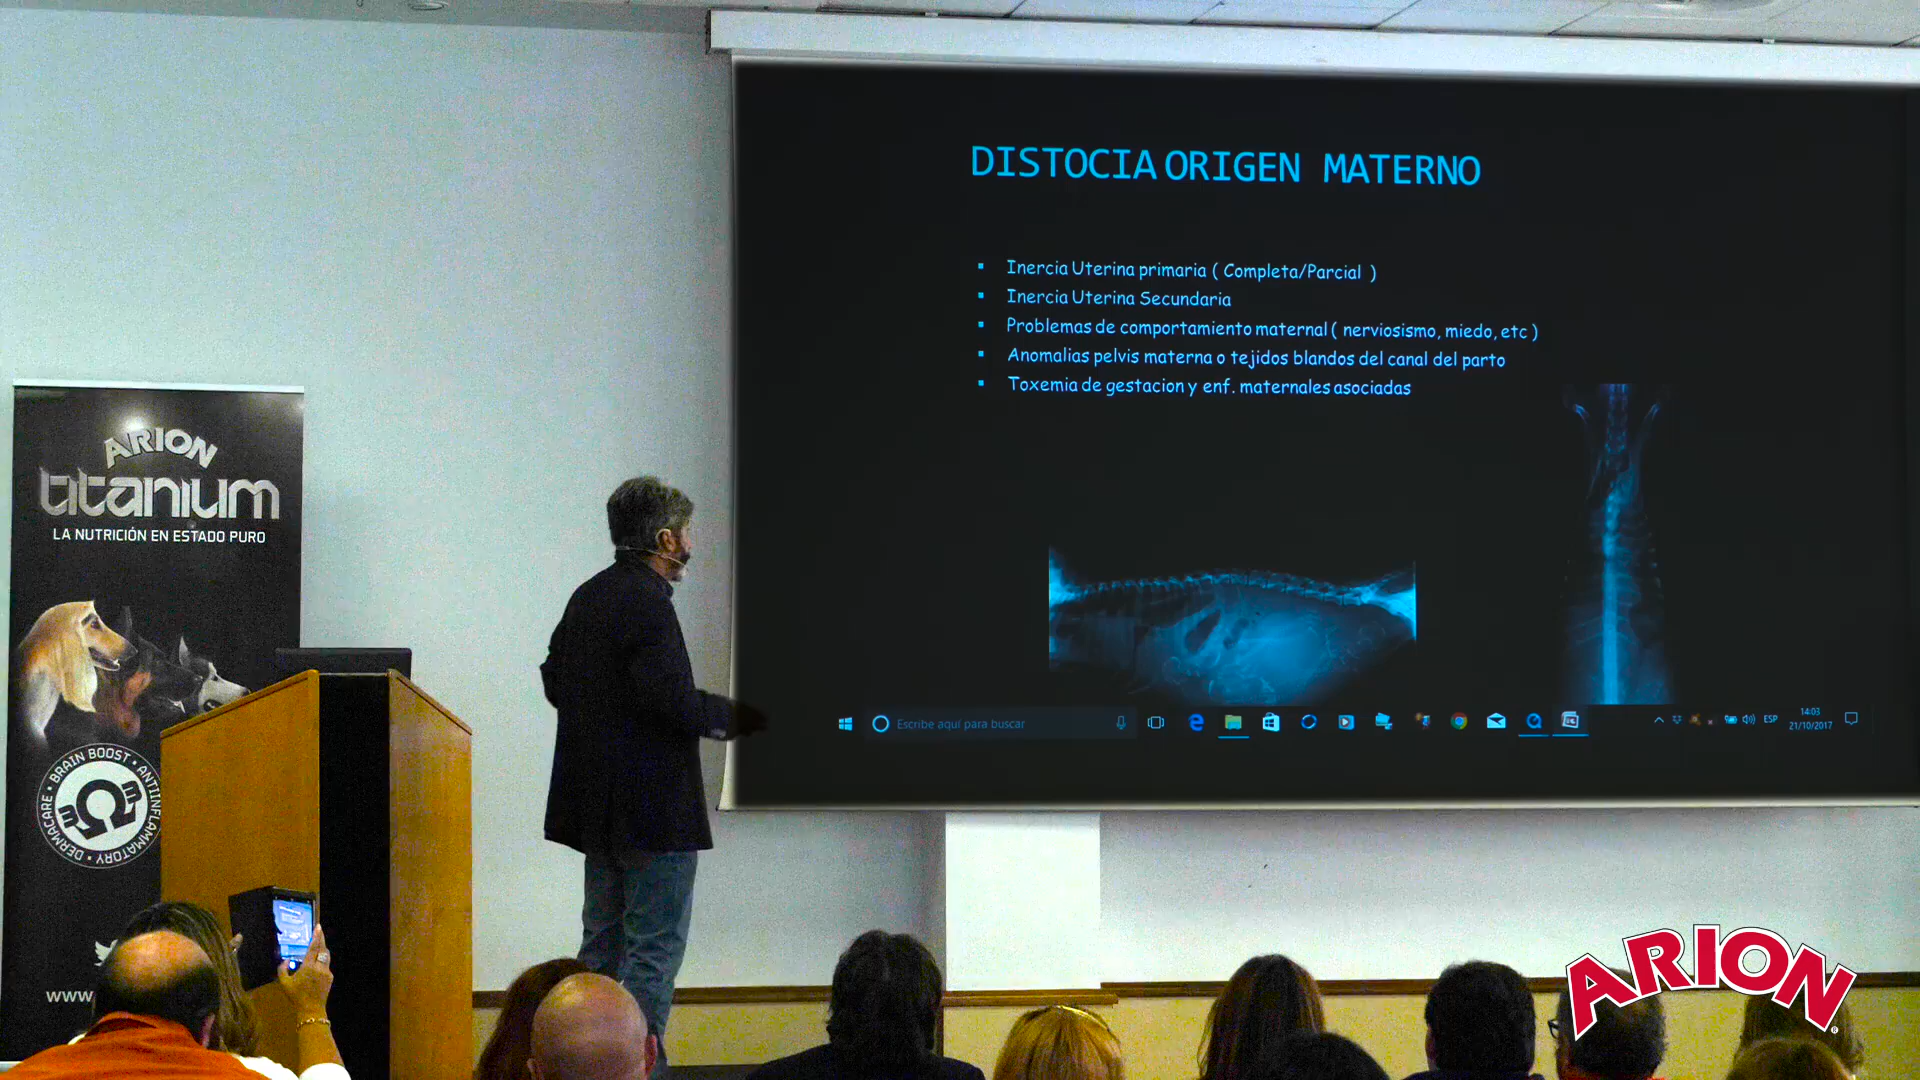 DISTOCIA ORIGEN MATERNO
▪ Inercia Uterina primaria ( Completa/Parcial )
▪ Inercia Uterina Secundaria
▪ Problemas de comportamiento maternal ( nerviosismo, miedo, etc )
▪ Anomalias pelvis materna o tejidos blandos del canal del parto
▪ Toxemia de gestacion y enf. maternales asociadas
Escribe aquí para buscar
ESP
14:03
21/10/2017
ARION
titanium
LA NUTRICIÓN EN ESTADO PURO
BRAIN BOOST • ANTIINFLAMMATORY • DERMACARE •
3Ω3
www
ARION
®